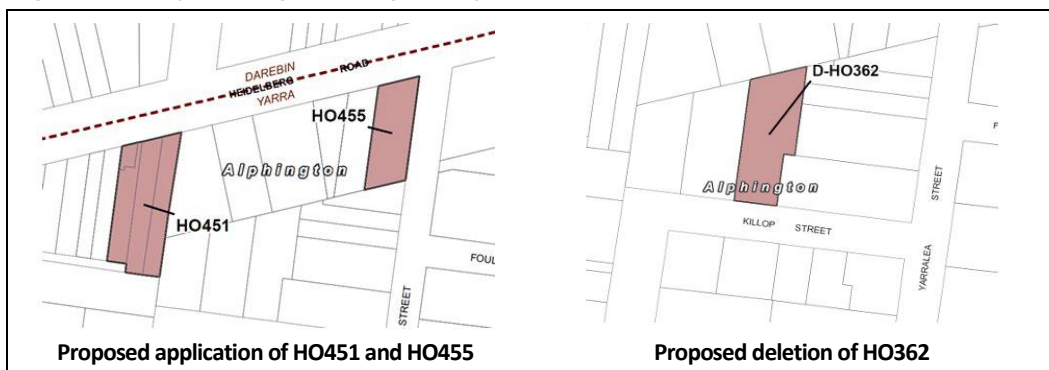 DAREBIN
HEIDELBERG ROAD
YARRA
HO455
Alphington
HO451
FOUL
STREET
Proposed application of HO451 and HO455
D-HO362
F
STREET
Alphington
KILLOP STREET
YARRALEA
Proposed deletion of HO362